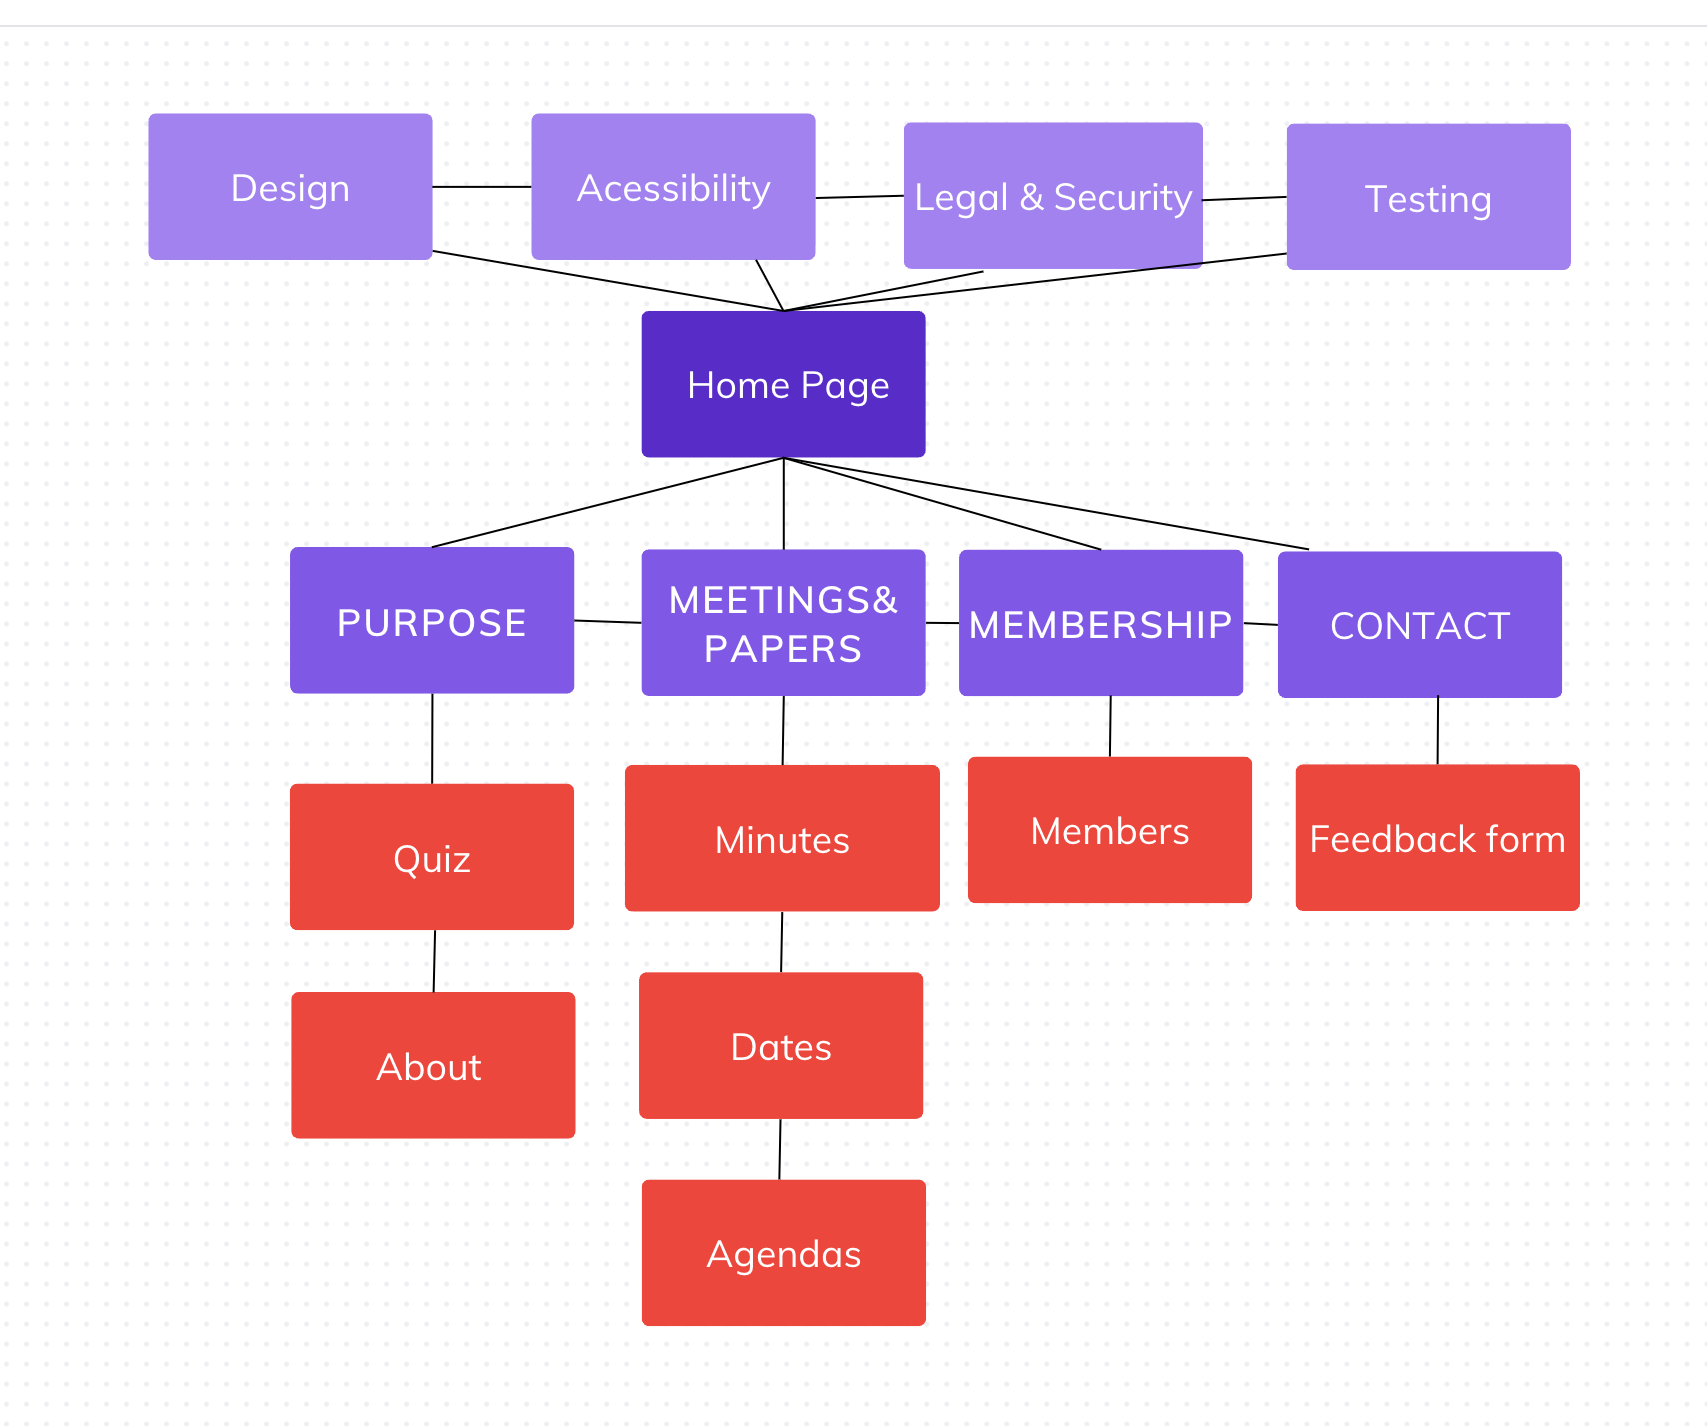 Design
Acessibility
Legal & Security
Testing
Home Page
PURPOSE
MEETINGS&
PAPERS
MEMBERSHIP
CONTACT
Quiz
Minutes
Members
Feedback form
About
Dates
Agendas